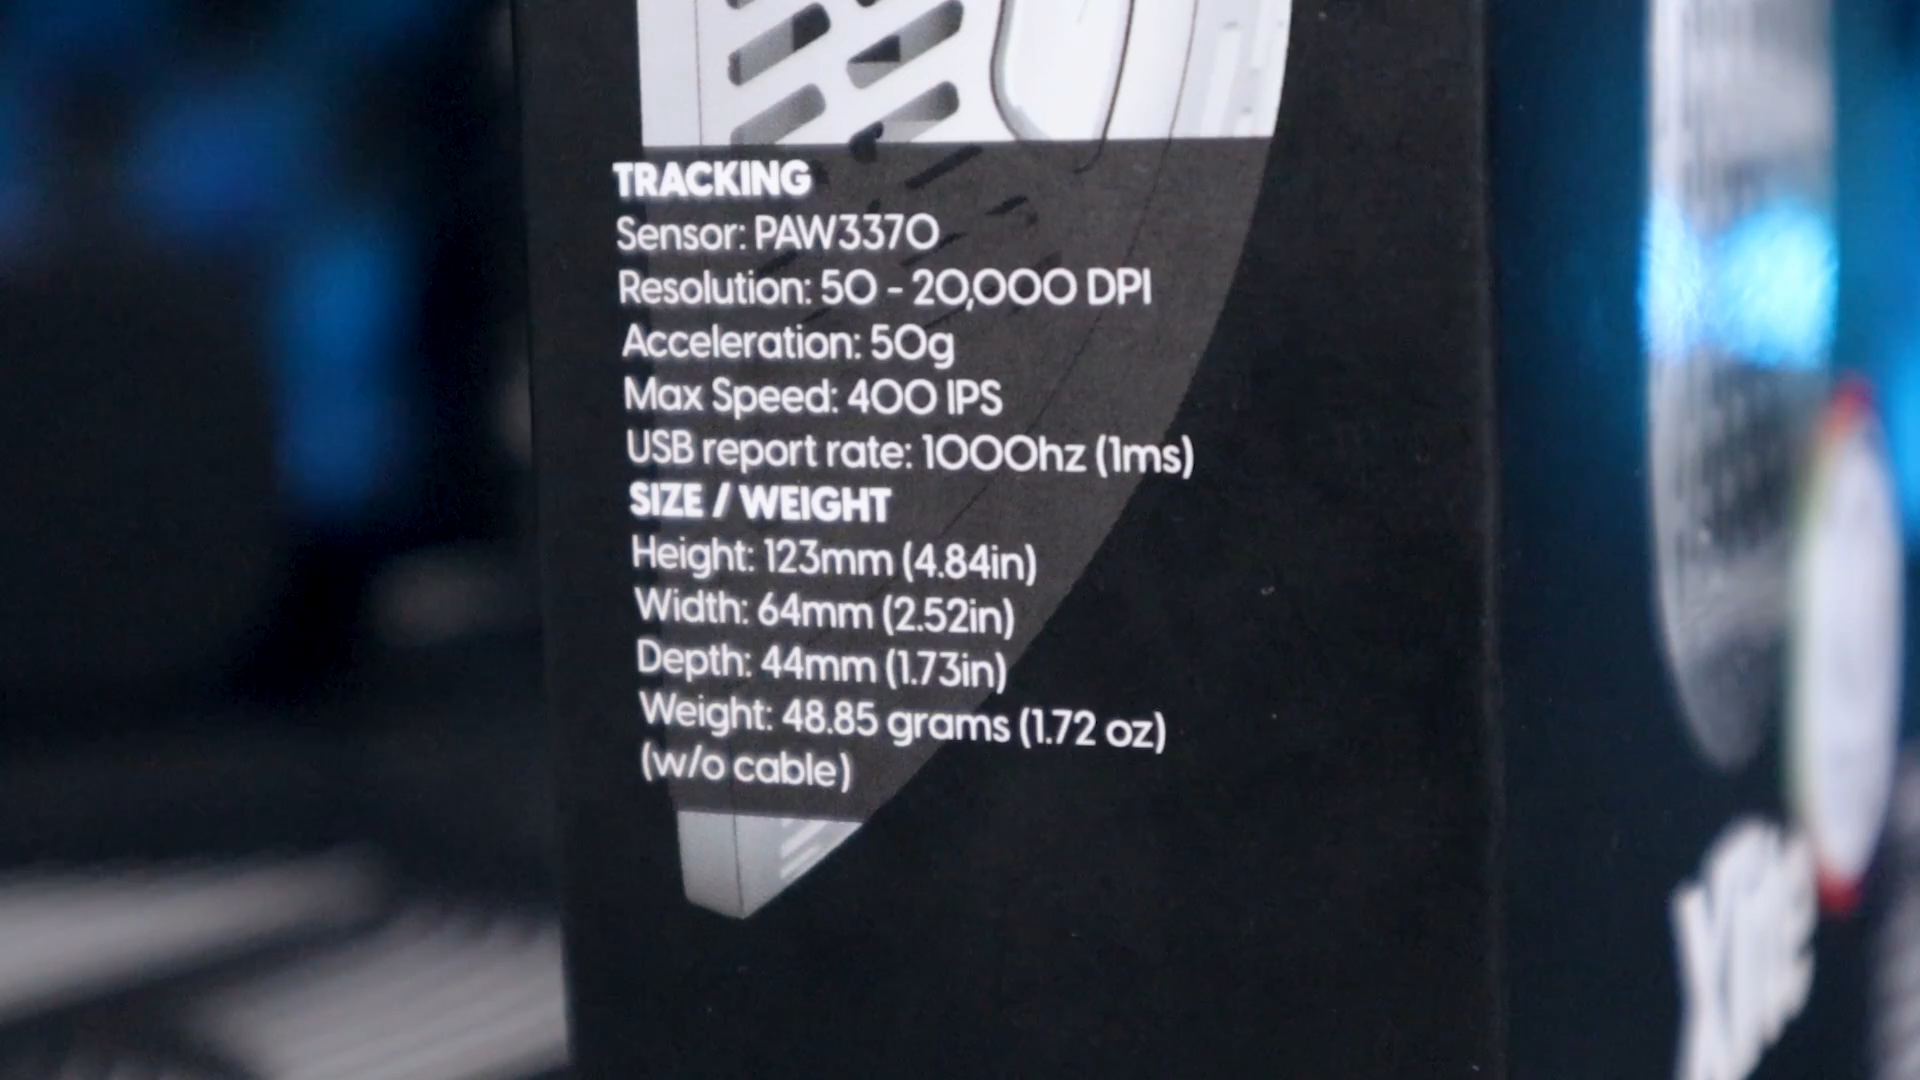 TRACKING
Sensor: PAW3370
Resolution: 50 - 20,000 DPI
Acceleration: 50g
Max Speed: 400 IPS
USB report rate: 1000hz (1ms)
SIZE / WEIGHT
Height: 123mm (4.84in)
Width: 64mm (2.52in)
Depth: 44mm (1.73in)
Weight: 48.85 grams (1.72 oz)
(w/o cable)